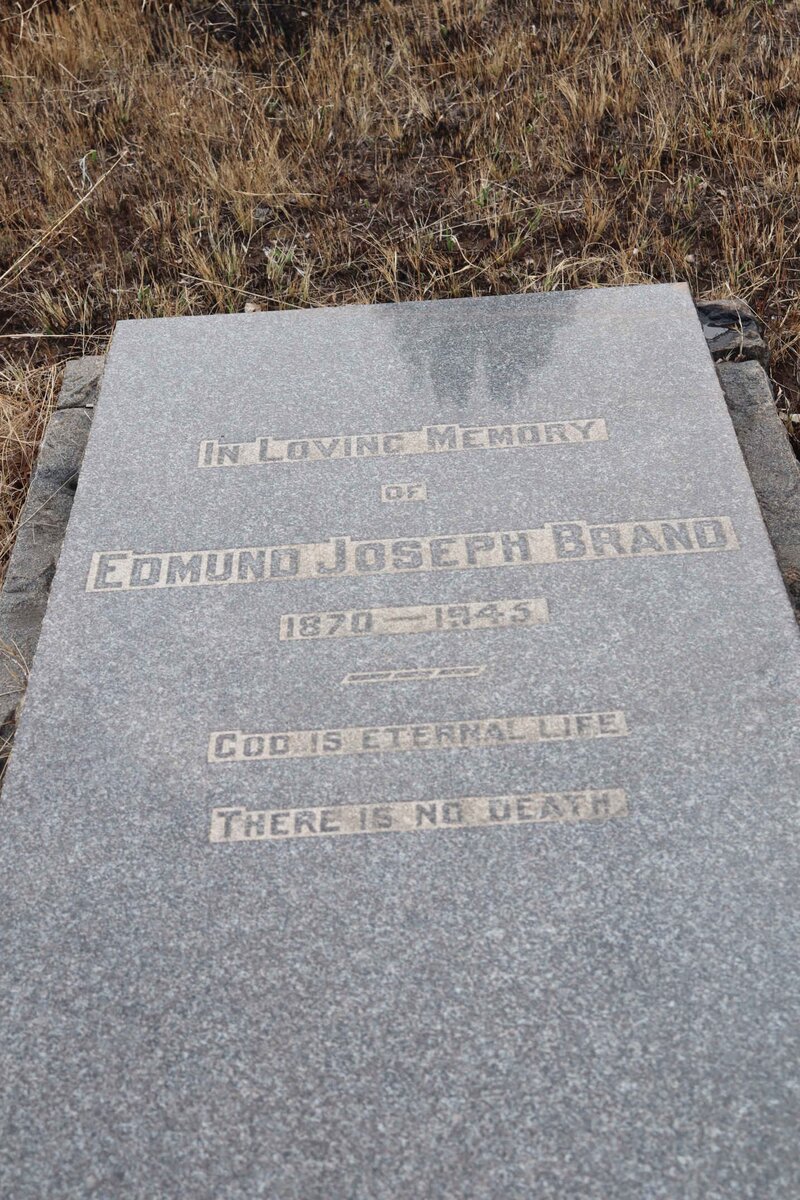 In Loving Memory
of
Edmund Joseph Brand
1870 — 1945
God is eternal life
There is no death